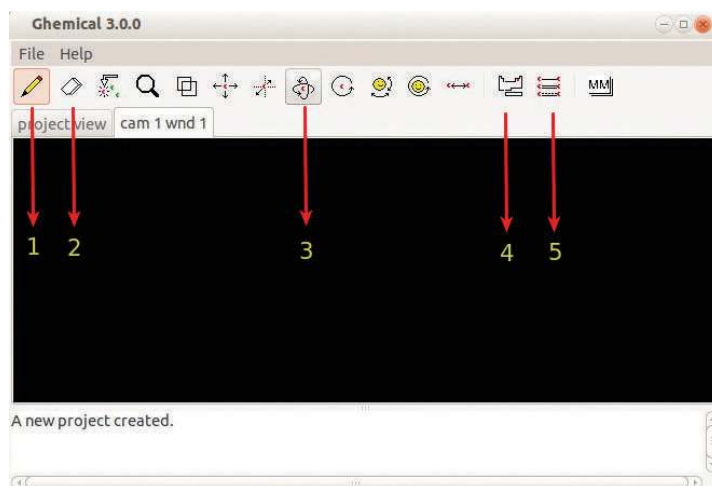 Ghemical 3.0.0
File Help
MM
project view cam 1 wnd 1
1 2 3 4 5
A new project created.